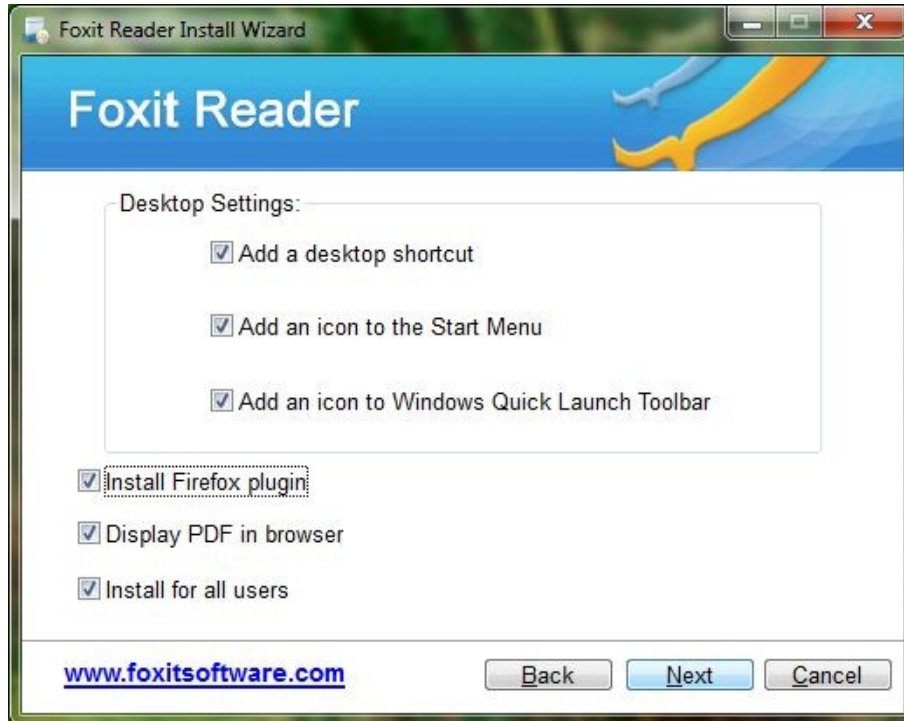 Foxit Reader Install Wizard
Foxit Reader
Desktop Settings:
Add a desktop shortcut
Add an icon to the Start Menu
Add an icon to Windows Quick Launch Toolbar
Install Firefox plugin
Display PDF in browser
Install for all users
www.foxitsoftware.com
Back
Next
Cancel